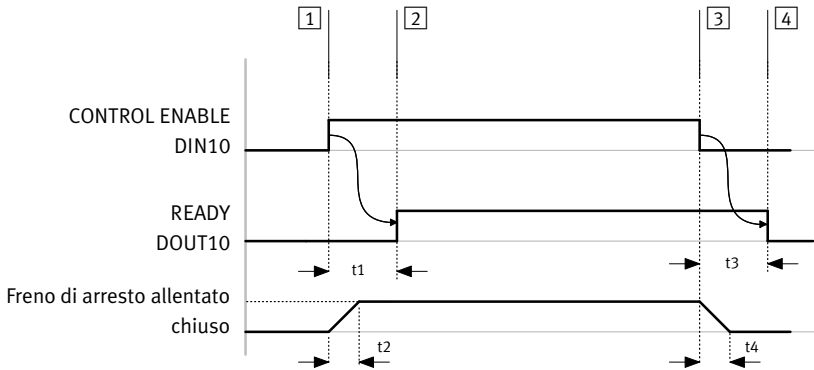 1 2 3 4
CONTROL ENABLE
DIN10
READY
DOUT10
t1 t3
Freno di arresto allentato
chiuso
t2 t4